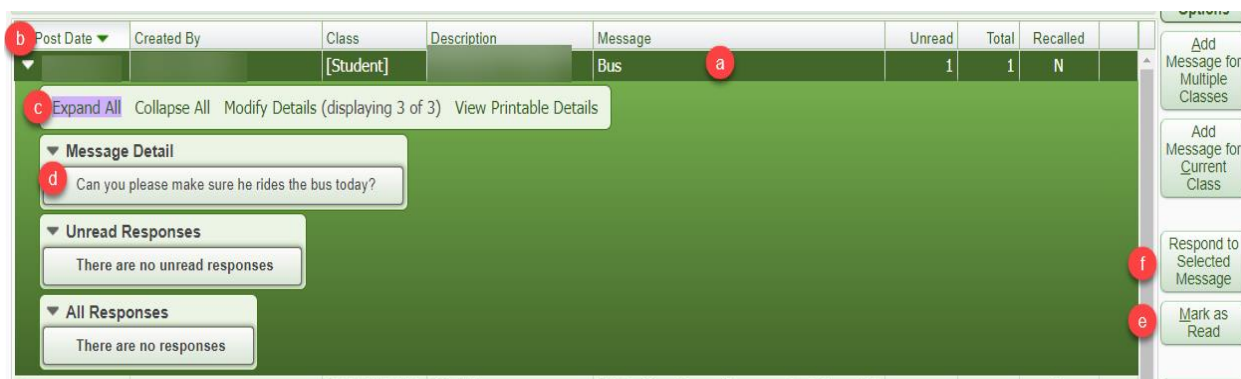 Options
b Post Date Created By Class Description Message Unread Total Recalled
[Student] Bus a 1 1 N
Add
Message for
Multiple
Classes
c Expand All Collapse All Modify Details (displaying 3 of 3) View Printable Details
Message Detail
d Can you please make sure he rides the bus today?
Add
Message for
Current
Class
Unread Responses
There are no unread responses
f Respond to
Selected
Message
All Responses
There are no responses
e Mark as
Read